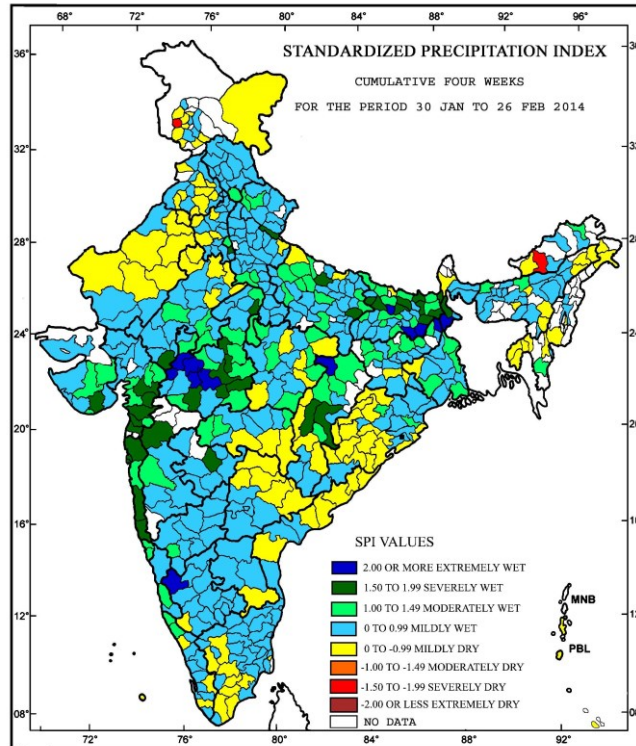 68° 72° 76° 80° 84° 88° 92° 96°
36°
STANDARDIZED PRECIPITATION INDEX
CUMULATIVE FOUR WEEKS
FOR THE PERIOD 30 JAN TO 26 FEB 2014
32°
28°
24°
20°
16°
12°
08°
SPI VALUES
2.00 OR MORE EXTREMELY WET
1.50 TO 1.99 SEVERELY WET
1.00 TO 1.49 MODERATELY WET
0 TO 0.99 MILDLY WET
0 TO -0.99 MILDLY DRY
-1.00 TO -1.49 MODERATELY DRY
-1.50 TO -1.99 SEVERELY DRY
-2.00 OR LESS EXTREMELY DRY
NO DATA
MNB
PBL
72° 76° 80° 84° 88° 92°